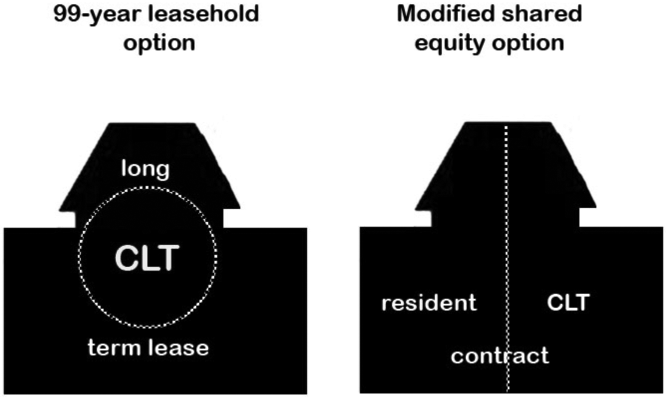 99-year leasehold
option
long
CLT
term lease
Modified shared
equity option
resident CLT
contract